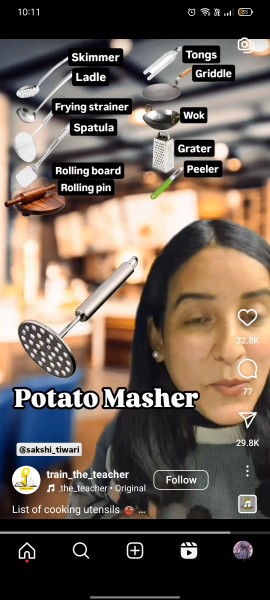 10:11
Skimmer
Ladle
Frying strainer
Spatula
Rolling board
Rolling pin
Tongs
Griddle
Wok
Grater
Peeler
Potato Masher
32.8K
77
29.8K
@sakshi_tiwari
train_the_teacher
Follow
the_teacher • Original
List of cooking utensils ...